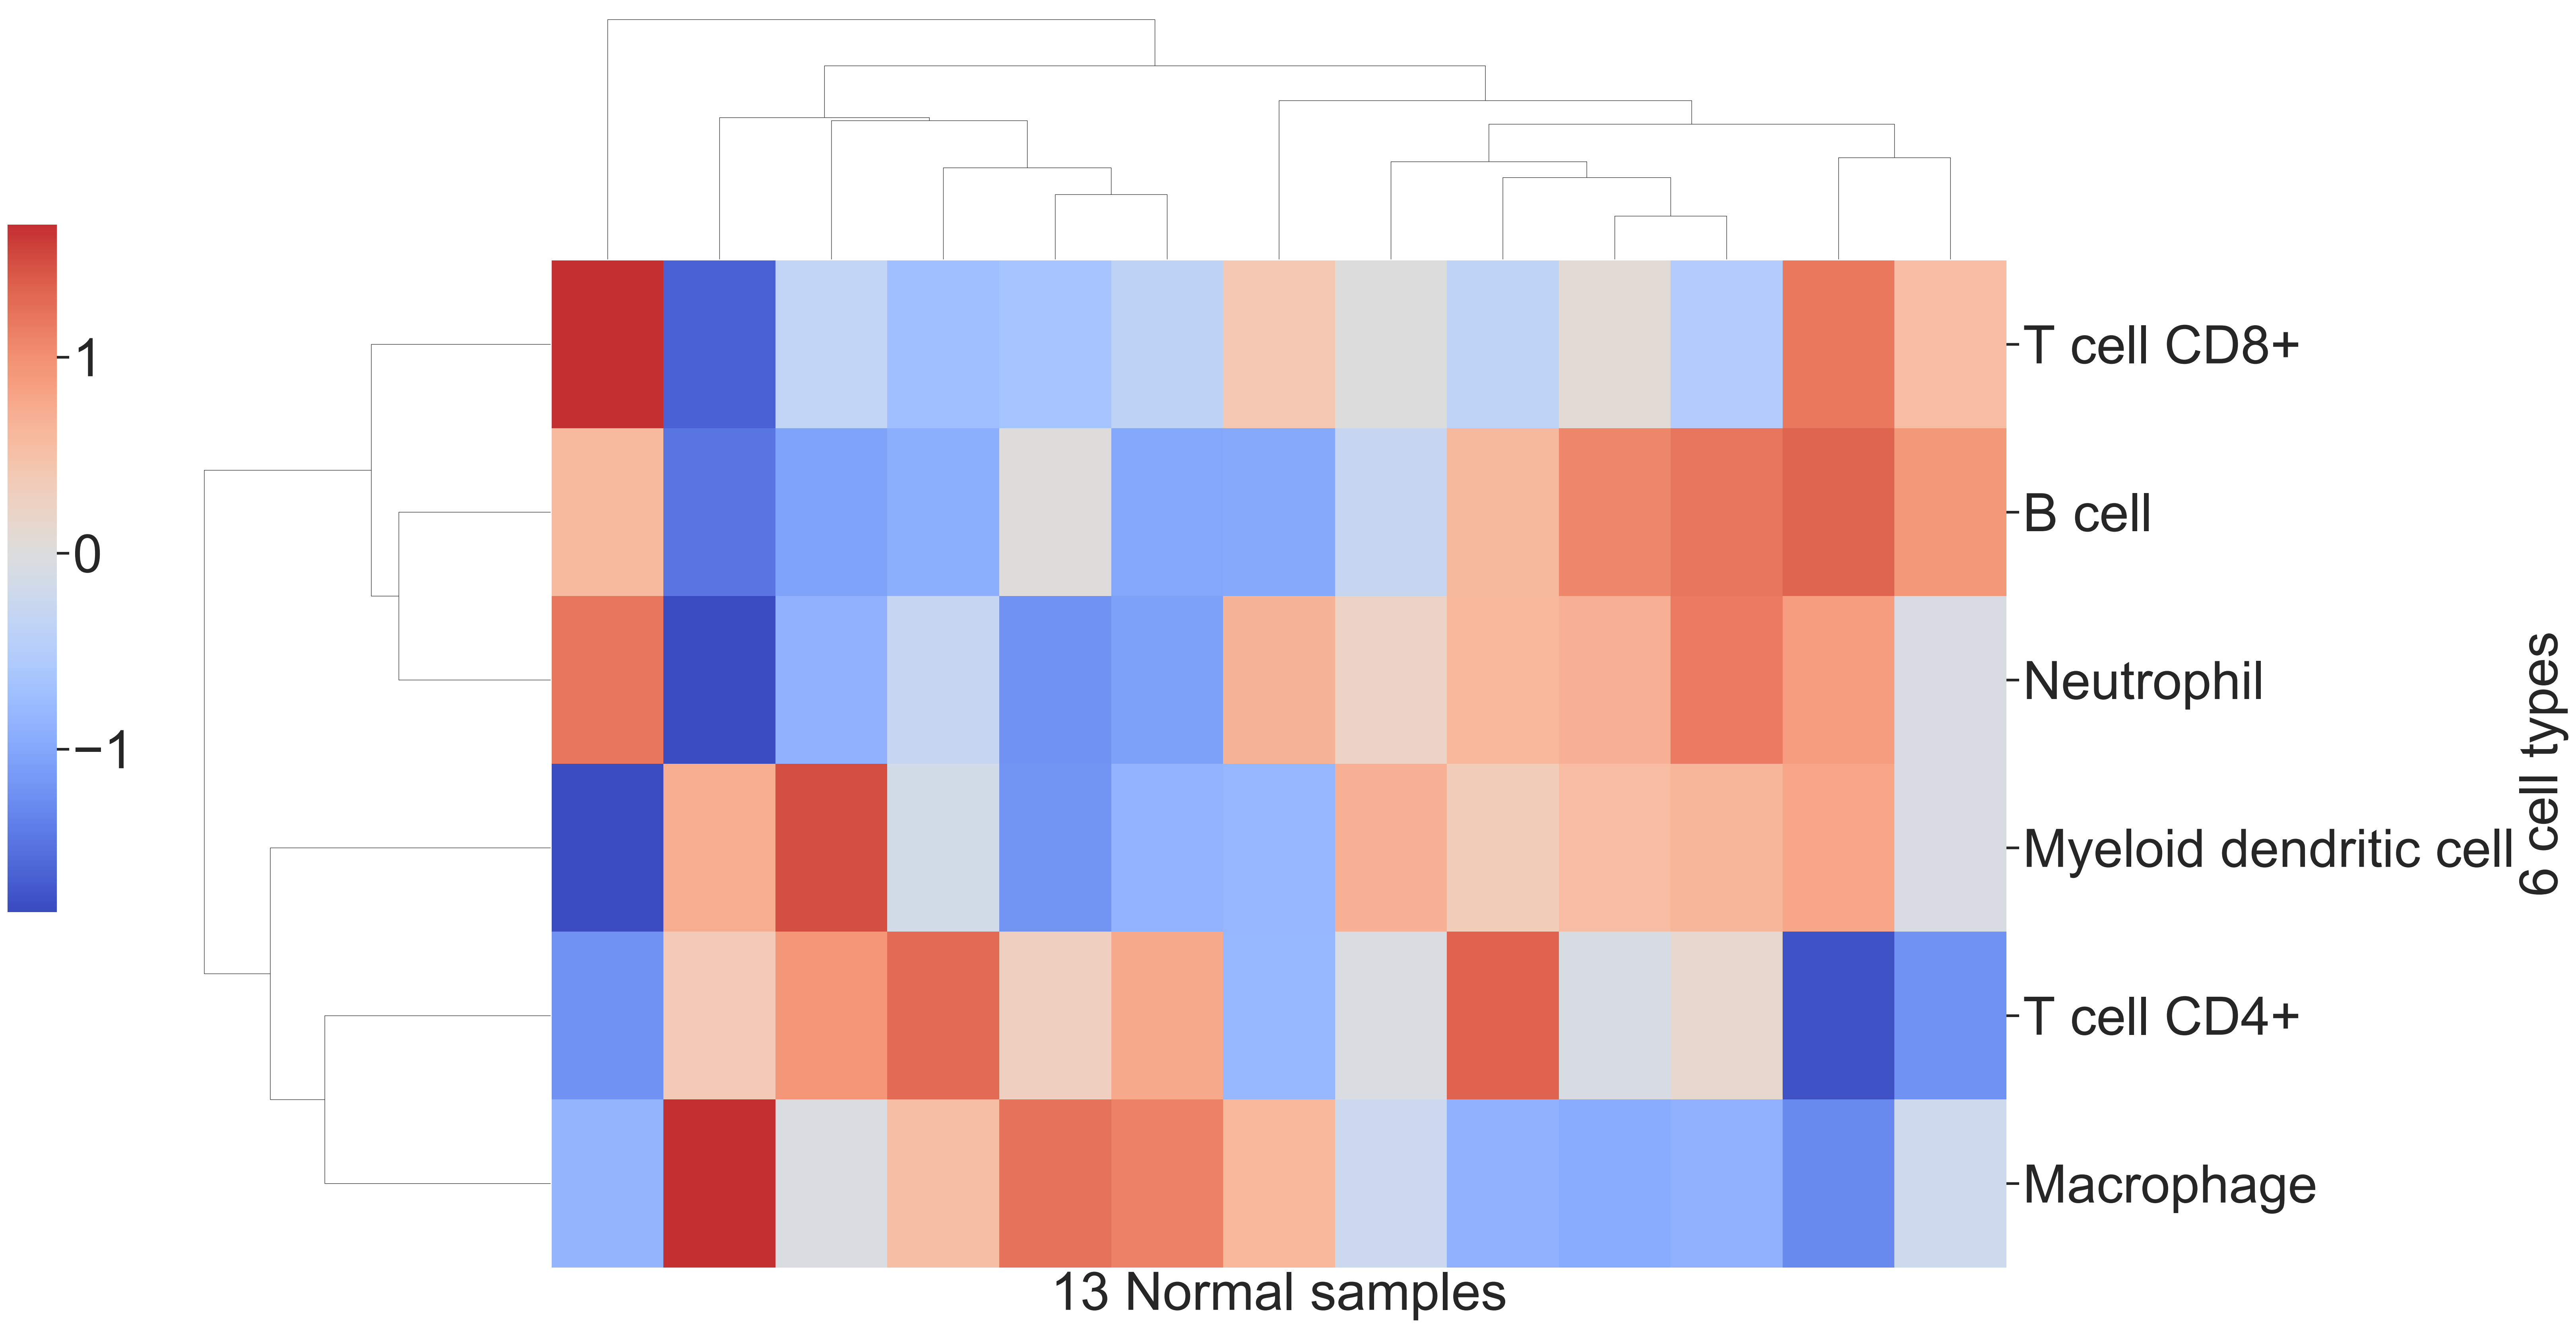 1
0
−1
T cell CD8+
B cell
Neutrophil
Myeloid dendritic cell
T cell CD4+
Macrophage
6 cell types
13 Normal samples